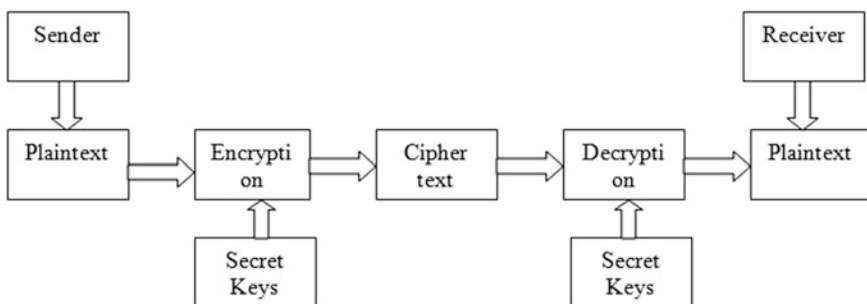 Sender
Receiver
Plaintext
Encrypti
on
Cipher
text
Decrypti
on
Plaintext
Secret
Keys
Secret
Keys